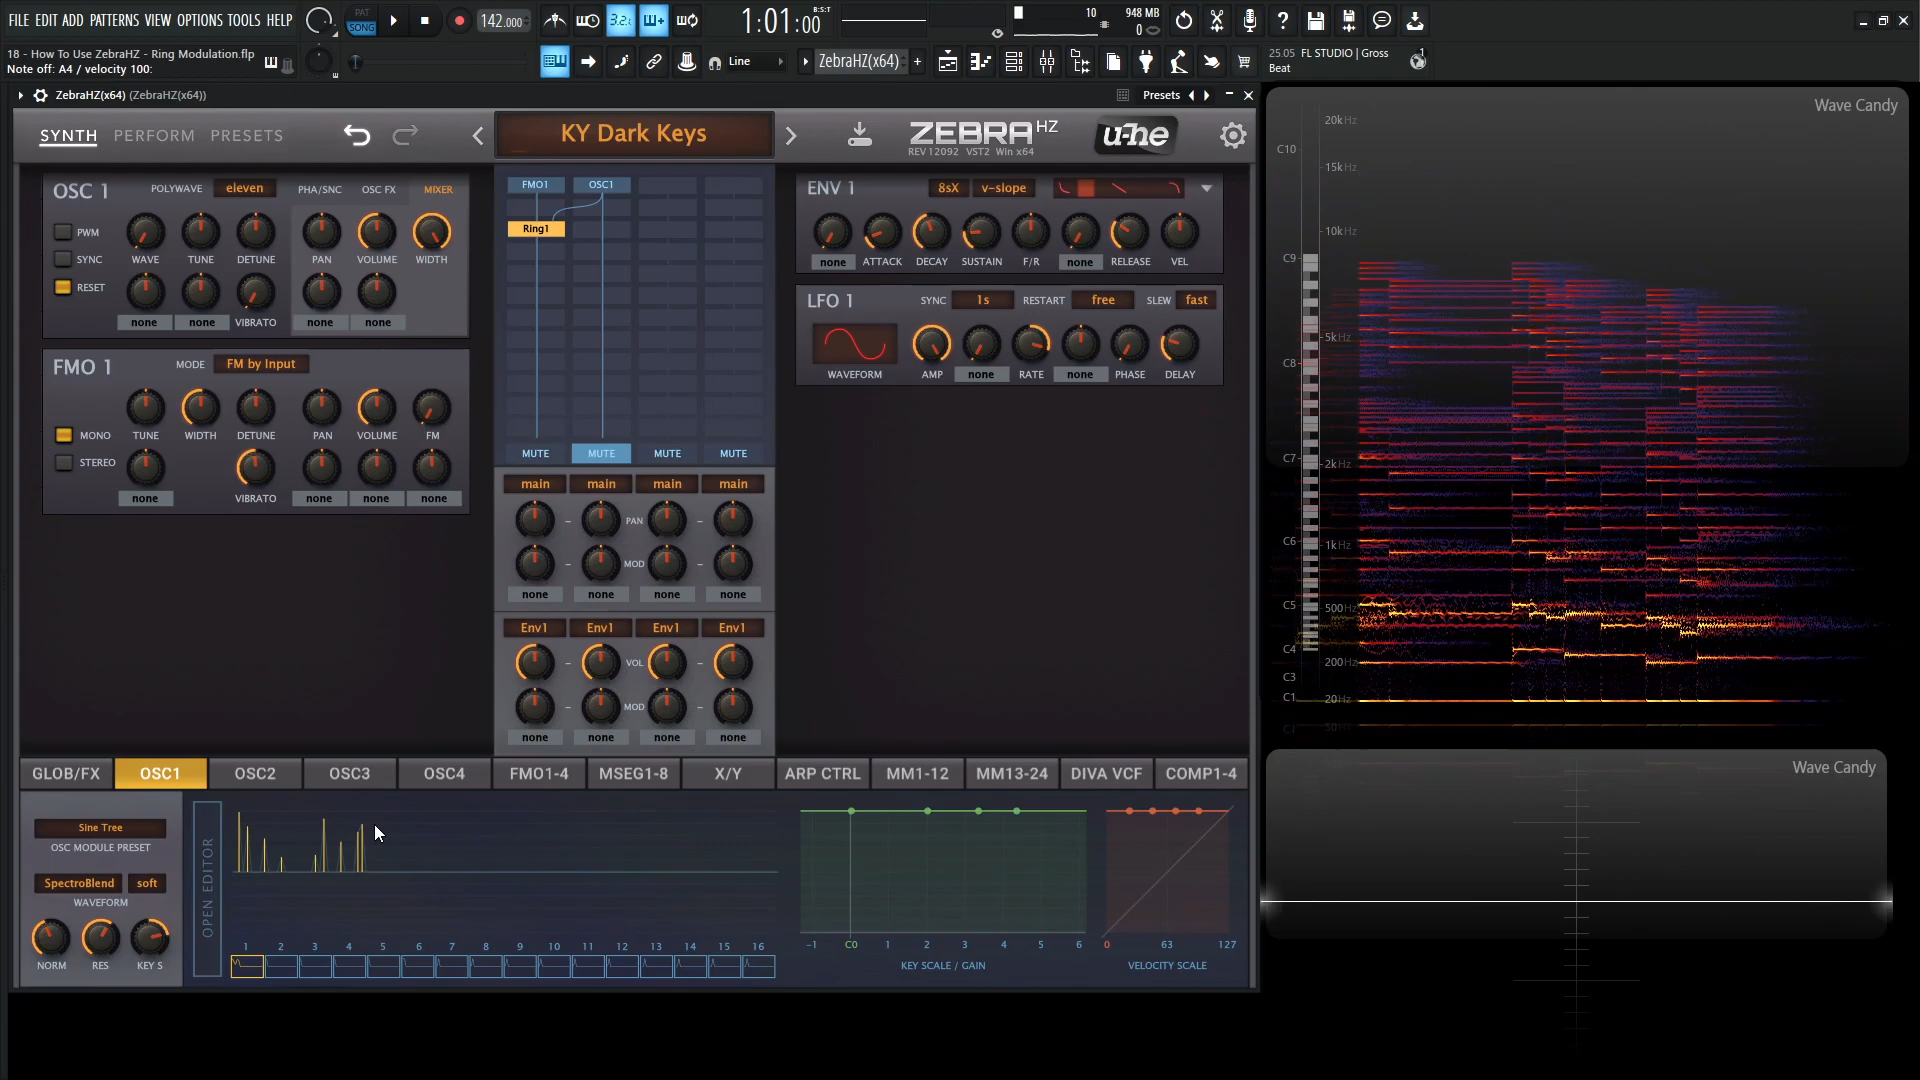 FILE EDIT ADD PATTERNS VIEW OPTIONS TOOLS HELP
PAT
SONG
142.000
3.2.
1:01:00
B:S:T
10
948 MB
0
18 - How To Use ZebraHZ - Ring Modulation.flp
Note off: A4 / velocity 100:
Line
ZebraHZ(x64)
+
25.05 FL STUDIO | Gross
Beat
1
ZebraHZ(x64) (ZebraHZ(x64))
Presets
SYNTH PERFORM PRESETS
KY Dark Keys
ZEBRA HZ
REV 12092 VST2 Win x64
u-he
OSC 1
POLYWAVE eleven PHA/SNC OSC FX MIXER
PWM
SYNC
RESET
WAVE TUNE DETUNE PAN VOLUME WIDTH
none none VIBRATO none none
FMO 1
MODE FM by Input
MONO
STEREO
TUNE WIDTH DETUNE PAN VOLUME FM
none VIBRATO none none none
FMO1 OSC1
Ring1
MUTE MUTE MUTE MUTE
main main main main
PAN
MOD
none none none none
Env1 Env1 Env1 Env1
VOL
MOD
none none none none
ENV 1
8sX v-slope
none ATTACK DECAY SUSTAIN F/R none RELEASE VEL
LFO 1
SYNC 1s RESTART free SLEW fast
WAVEFORM AMP none RATE none PHASE DELAY
GLOB/FX OSC1 OSC2 OSC3 OSC4 FMO1-4 MSEG1-8 X/Y ARP CTRL MM1-12 MM13-24 DIVA VCF COMP1-4
Sine Tree
OSC MODULE PRESET
SpectroBlend soft
WAVEFORM
NORM RES KEY S
OPEN EDITOR
1 2 3 4 5 6 7 8 9 10 11 12 13 14 15 16
-1 C0 1 2 3 4 5 6
KEY SCALE / GAIN
0 63 127
VELOCITY SCALE
Wave Candy
20kHz
C10
15kHz
10kHz
C9
5kHz
C8
C7
2kHz
C6
1kHz
C5
500Hz
C4
200Hz
C3
C1
20Hz
50Hz
Wave Candy